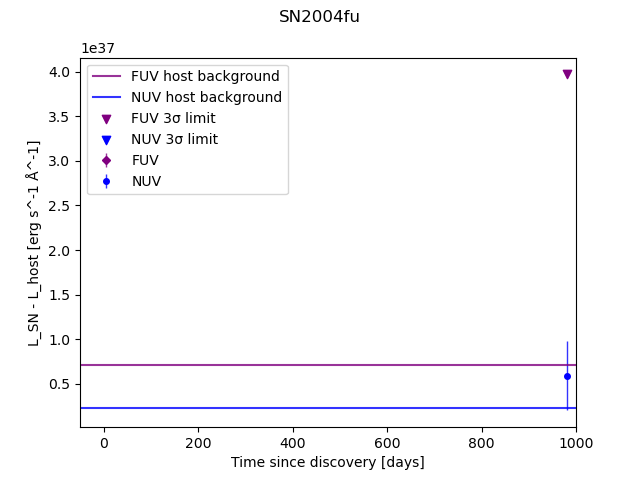 SN2004fu
1e37
FUV host background
NUV host background
FUV 3σ limit
NUV 3σ limit
FUV
NUV
4.0
3.5
3.0
2.5
2.0
1.5
1.0
0.5
L_SN - L_host [erg s^-1 Å^-1]
0 200 400 600 800 1000
Time since discovery [days]